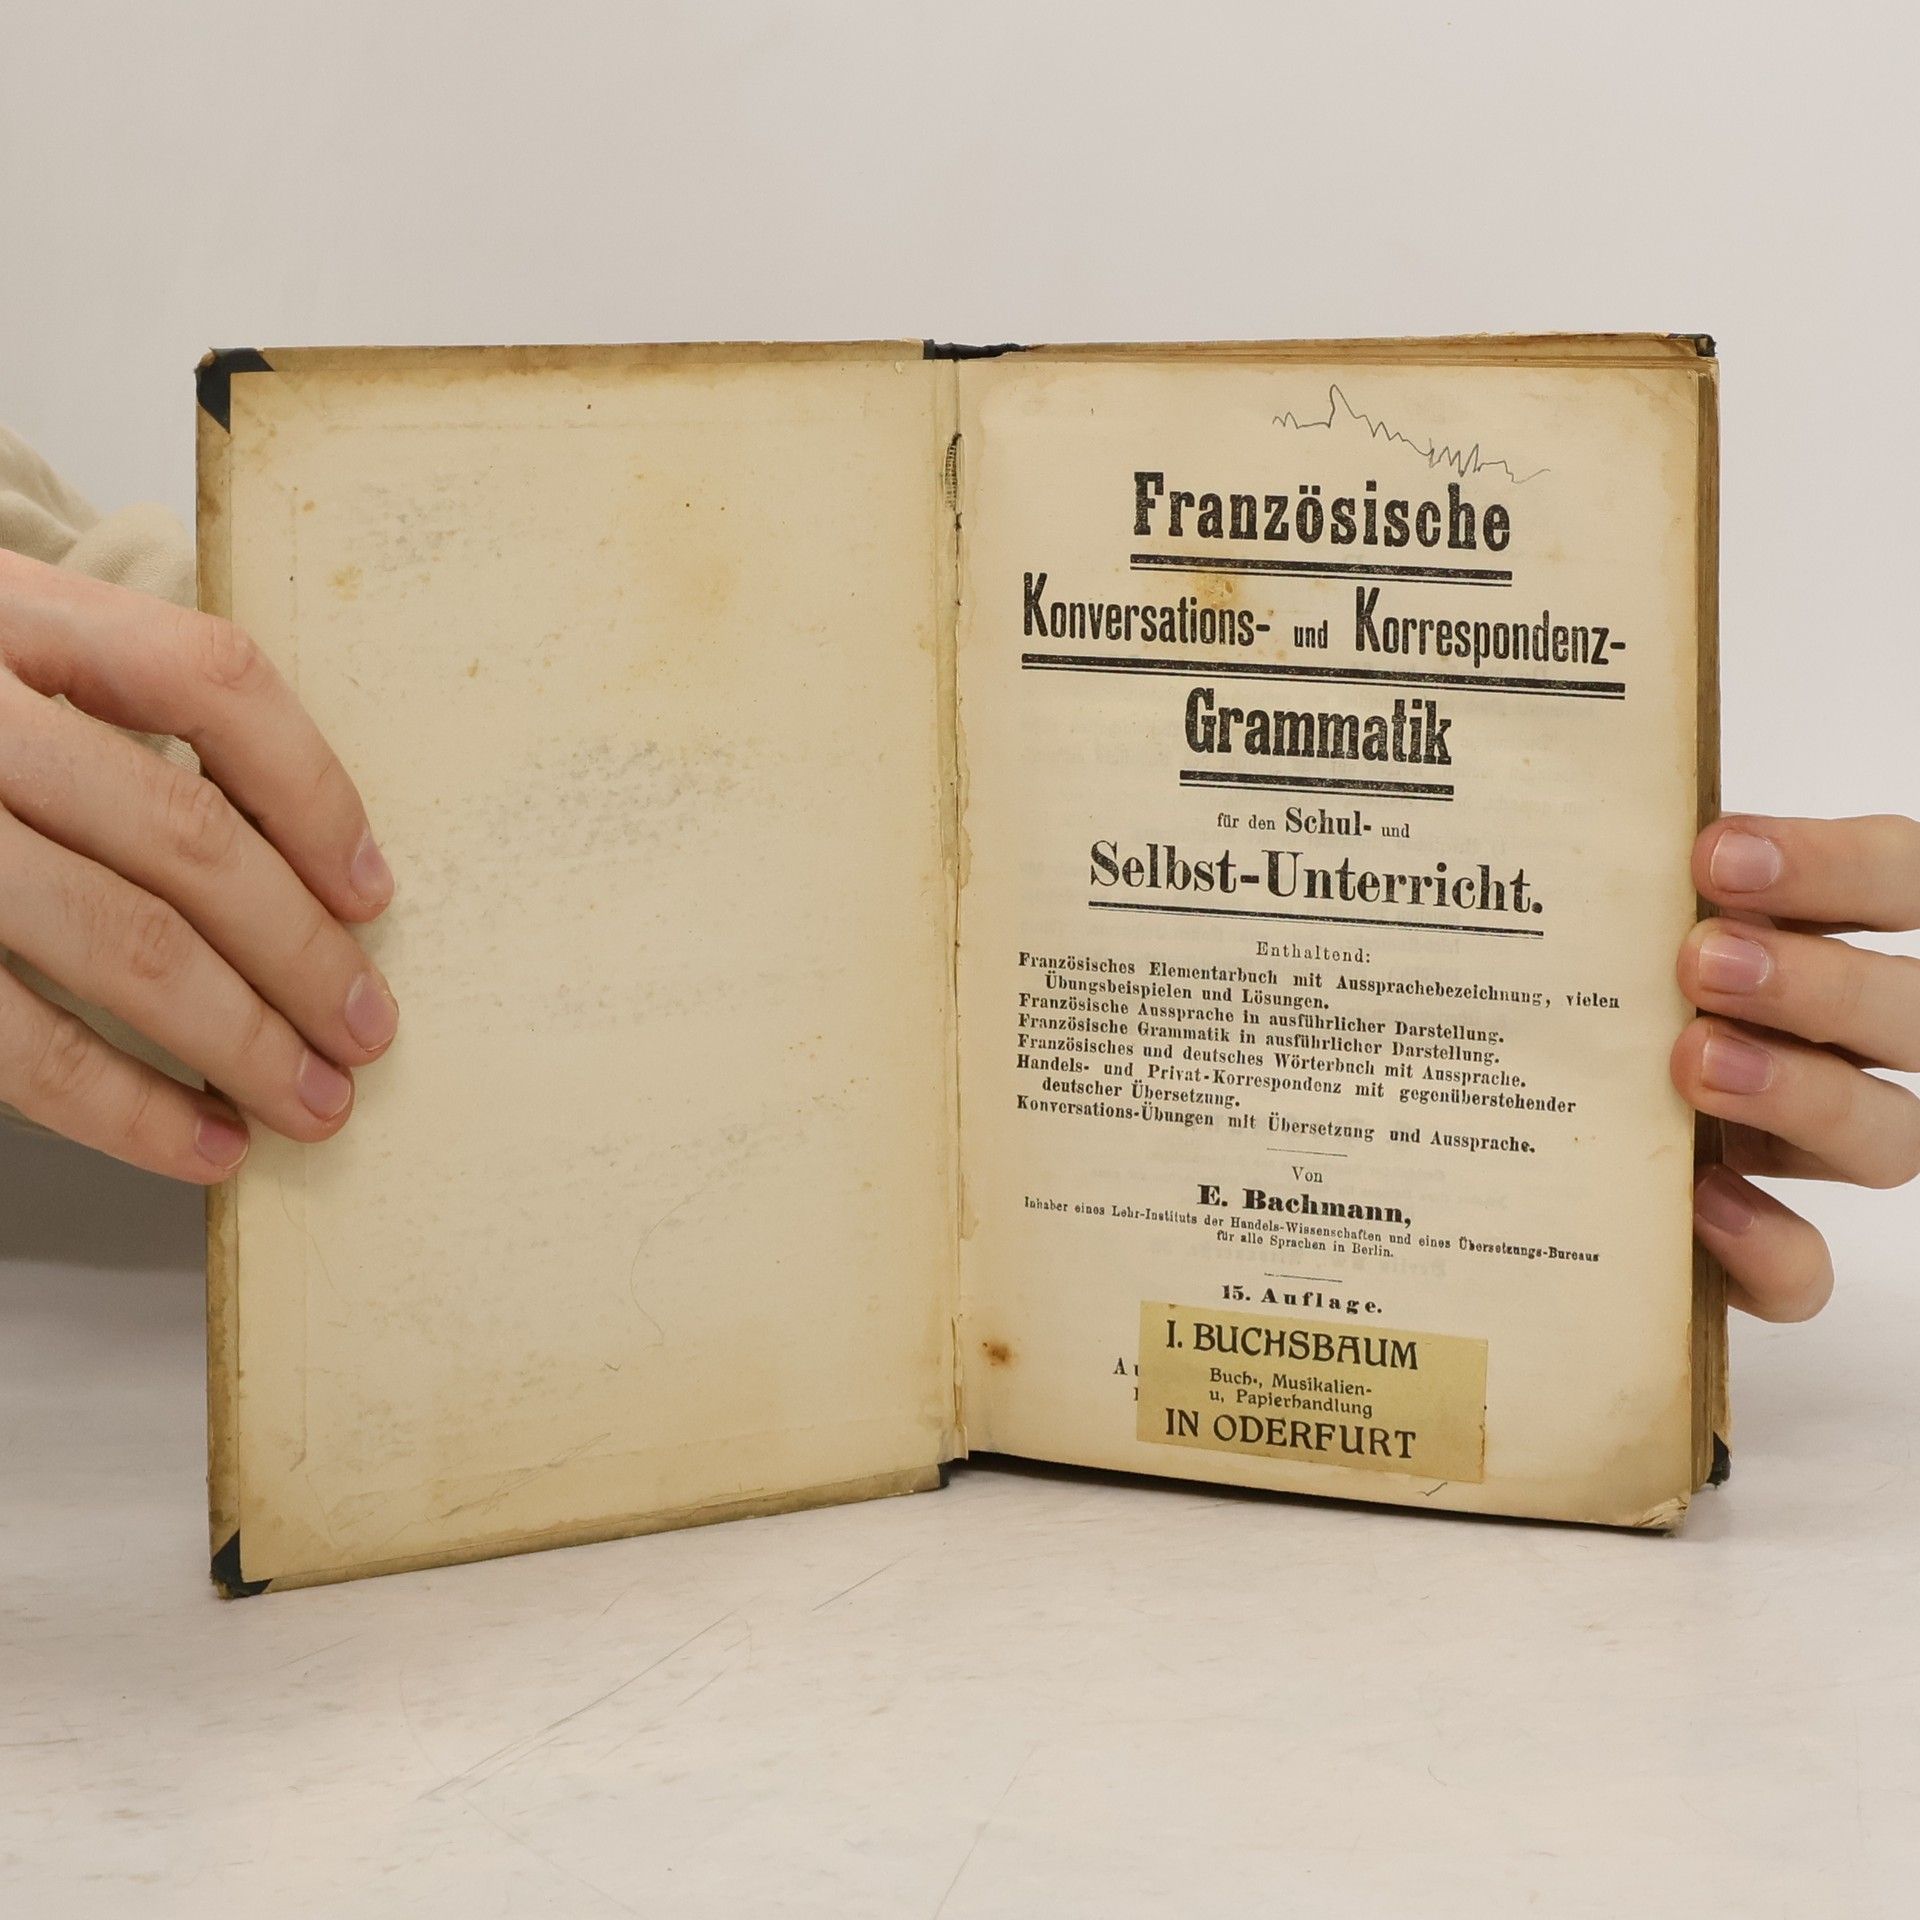 Französische
Konversations- und Korrespondenz-
Grammatik
für den Schul- und
Selbst-Unterricht.
Enthaltend:
Französisches Elementarbuch mit Aussprachebezeichnung, vielen
Übungsbeispielen und Lösungen.
Französische Aussprache in ausführlicher Darstellung.
Französische Grammatik in ausführlicher Darstellung.
Französisches und deutsches Wörterbuch mit Aussprache.
Handels- und Privat-Korrespondenz mit gegenüberstehender
deutscher Übersetzung.
Konversations-Übungen mit Übersetzung und Aussprache.
Von
E. Bachmann,
Inhaber eines Lehr-Instituts der Handels-Wissenschaften und eines Übersetzungs-Bureaus
für alle Sprachen in Berlin.
15. Auflage.
I. BUCHSBAUM
Buch-, Musikalien-
u. Papierhandlung
IN ODERFURT